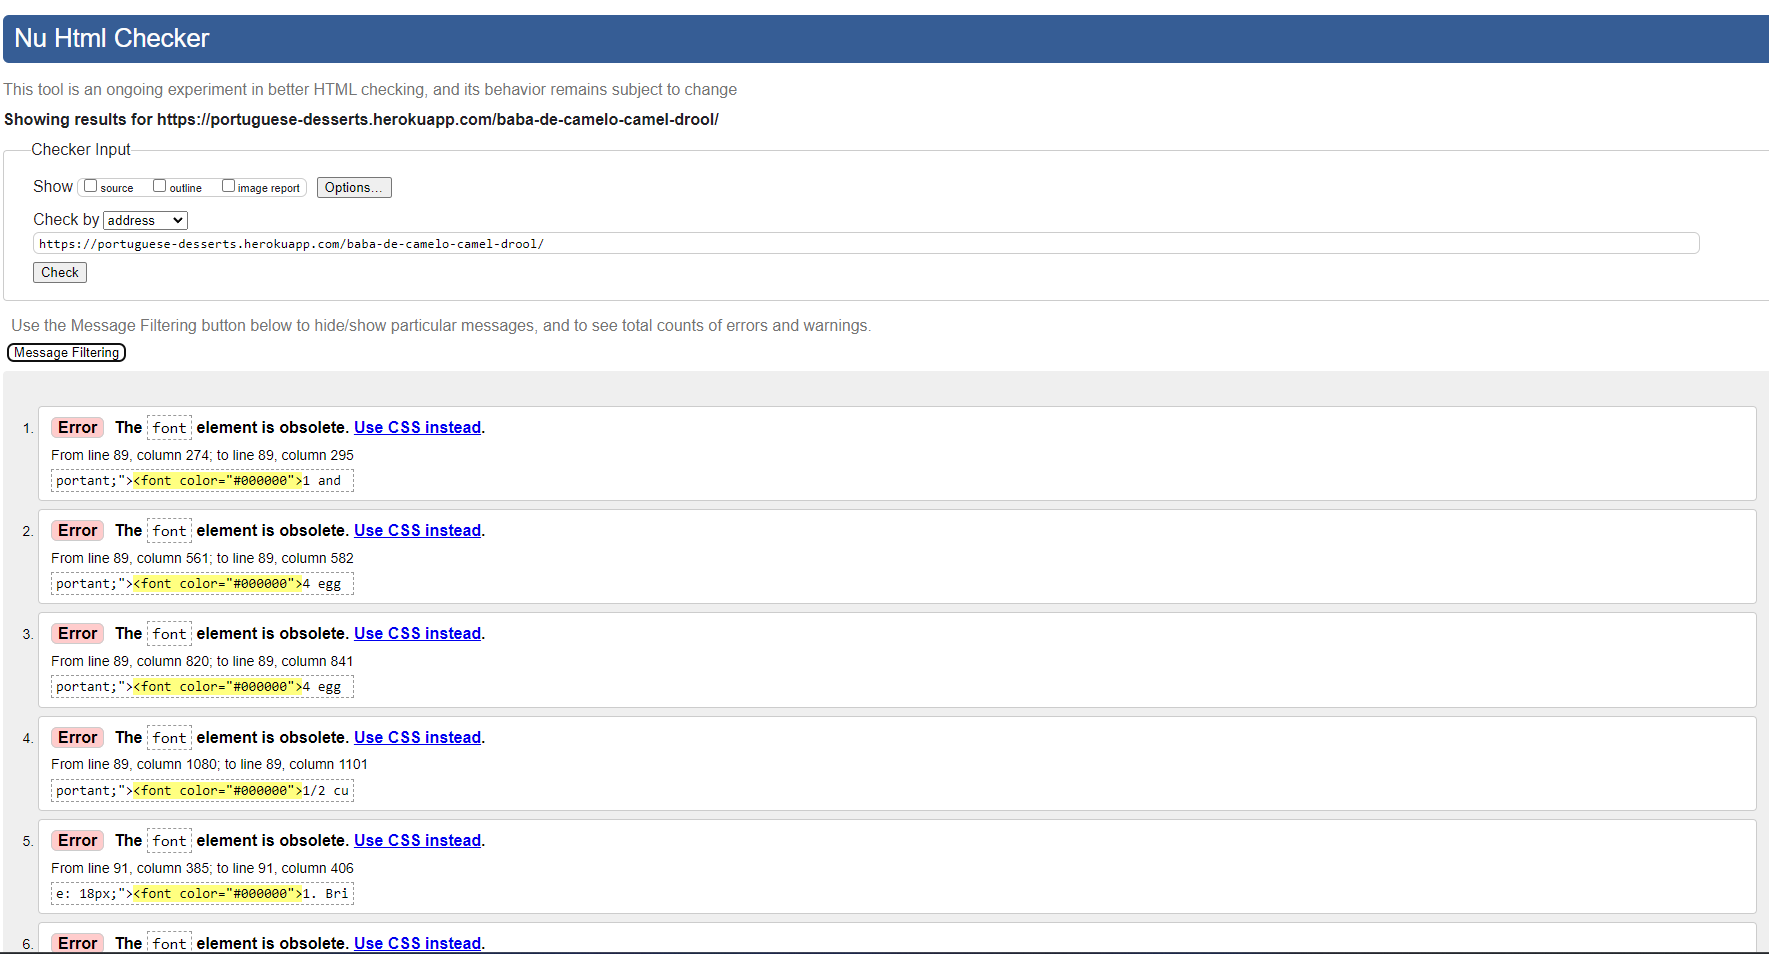 Nu Html Checker
This tool is an ongoing experiment in better HTML checking, and its behavior remains subject to change
Showing results for https://portuguese-desserts.herokuapp.com/baba-de-camelo-camel-drool/
Checker Input
Show source outline image report Options...
Check by address
https://portuguese-desserts.herokuapp.com/baba-de-camelo-camel-drool/
Check
Use the Message Filtering button below to hide/show particular messages, and to see total counts of errors and warnings.
Message Filtering
1. Error The font element is obsolete. Use CSS instead.
From line 89, column 274; to line 89, column 295
portant;"><font color="#000000">1 and
2. Error The font element is obsolete. Use CSS instead.
From line 89, column 561; to line 89, column 582
portant;"><font color="#000000">4 egg
3. Error The font element is obsolete. Use CSS instead.
From line 89, column 820; to line 89, column 841
portant;"><font color="#000000">4 egg
4. Error The font element is obsolete. Use CSS instead.
From line 89, column 1080; to line 89, column 1101
portant;"><font color="#000000">1/2 cu
5. Error The font element is obsolete. Use CSS instead.
From line 91, column 385; to line 91, column 406
e: 18px;"><font color="#000000">1. Bri
6. Error The font element is obsolete. Use CSS instead.